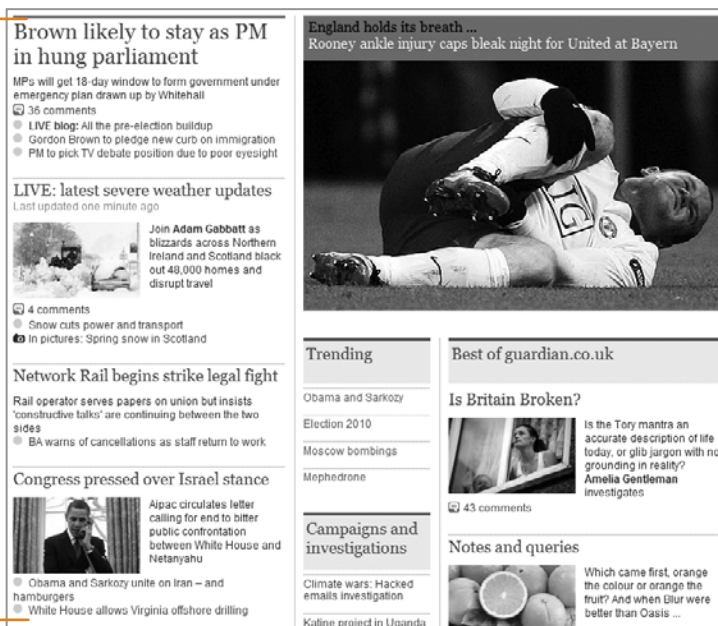 Brown likely to stay as PM
in hung parliament
MPs will get 18-day window to form government under
emergency plan drawn up by Whitehall
36 comments
LIVE blog: All the pre-election buildup
Gordon Brown to pledge new curb on immigration
PM to pick TV debate position due to poor eyesight
LIVE: latest severe weather updates
Last updated one minute ago
Join Adam Gabbatt as
blizzards across Northern
Ireland and Scotland black
out 48,000 homes and
disrupt travel
4 comments
Snow cuts power and transport
In pictures: Spring snow in Scotland
Network Rail begins strike legal fight
Rail operator serves papers on union but insists
'constructive talks' are continuing between the two
sides
BA warns of cancellations as staff return to work
Congress pressed over Israel stance
Aipac circulates letter
calling for end to bitter
public confrontation
between White House and
Netanyahu
Obama and Sarkozy unite on Iran – and
hamburgers
White House allows Virginia offshore drilling
England holds its breath ...
Rooney ankle injury caps bleak night for United at Bayern
IG
Trending
Obama and Sarkozy
Election 2010
Moscow bombings
Mephedrone
Campaigns and
investigations
Climate wars: Hacked
emails investigation
Katine project in Uganda
Best of guardian.co.uk
Is Britain Broken?
Is the Tory mantra an
accurate description of life
today, or glib jargon with no
grounding in reality?
Amelia Gentleman
investigates
43 comments
Notes and queries
Which came first, orange
the colour or orange the
fruit? And when Blur were
better than Oasis ...